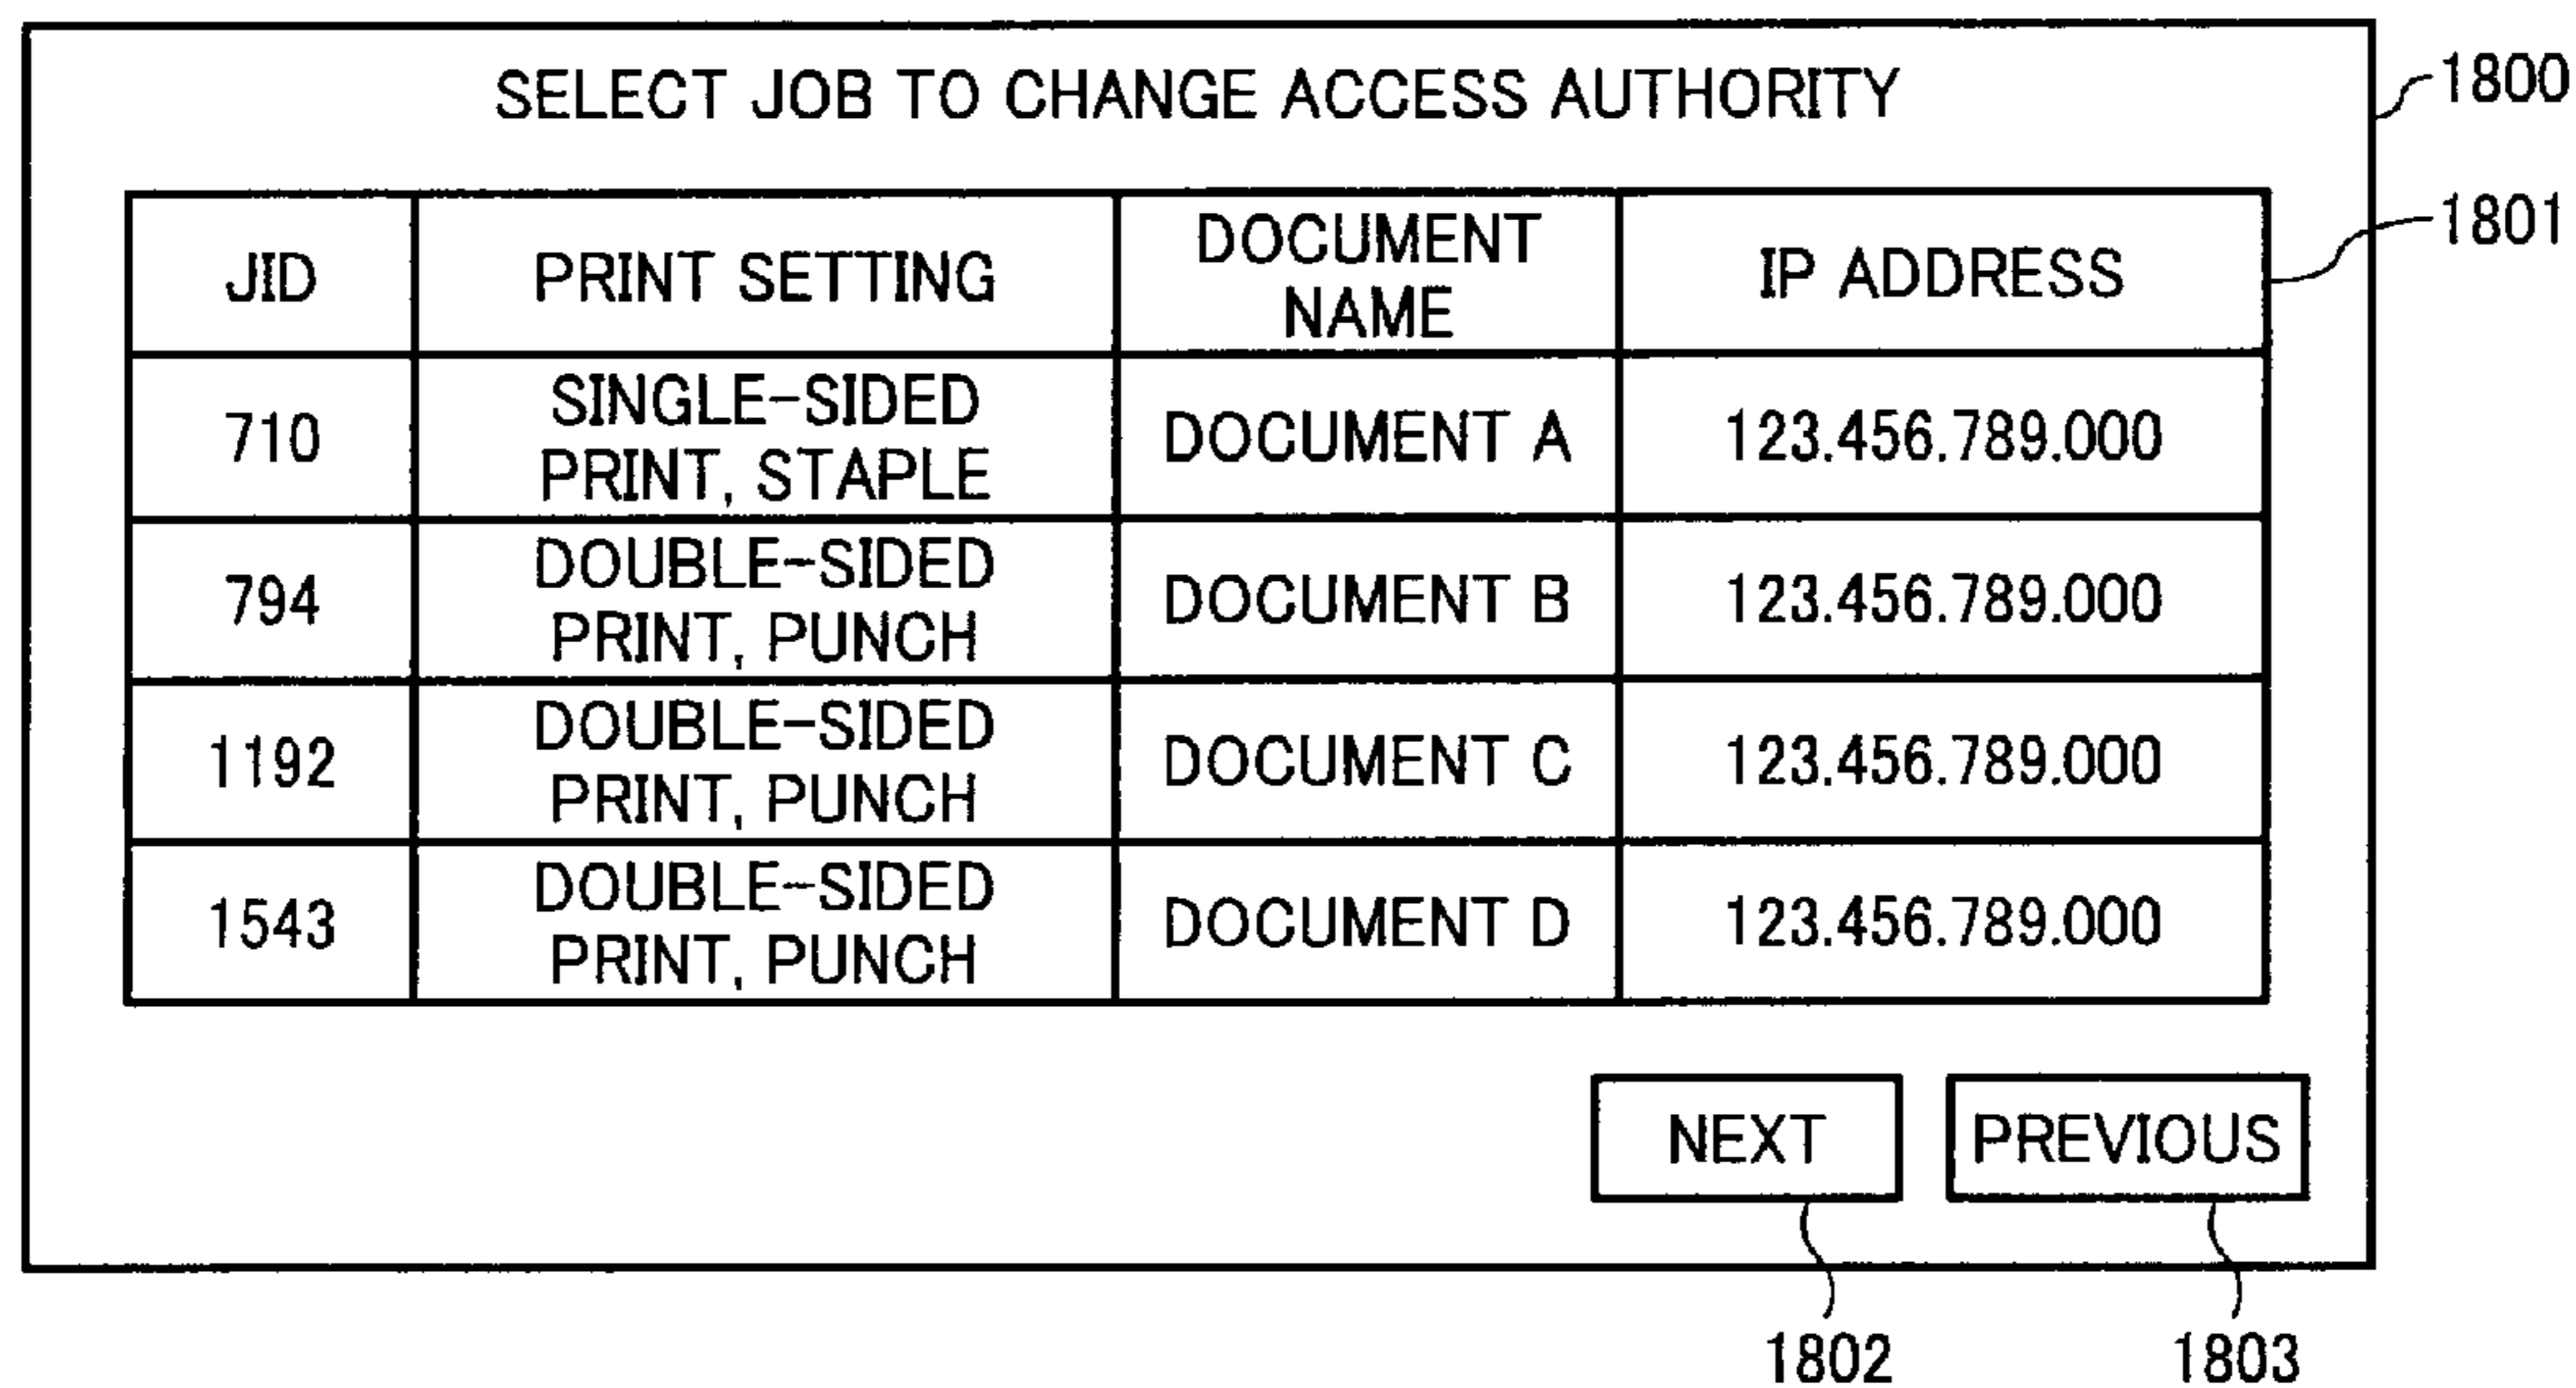 SELECT JOB TO CHANGE ACCESS AUTHORITY
1800
1801
JID PRINT SETTING DOCUMENT NAME IP ADDRESS
710 SINGLE-SIDED PRINT, STAPLE DOCUMENT A 123.456.789.000
794 DOUBLE-SIDED PRINT, PUNCH DOCUMENT B 123.456.789.000
1192 DOUBLE-SIDED PRINT, PUNCH DOCUMENT C 123.456.789.000
1543 DOUBLE-SIDED PRINT, PUNCH DOCUMENT D 123.456.789.000
NEXT PREVIOUS
1802 1803